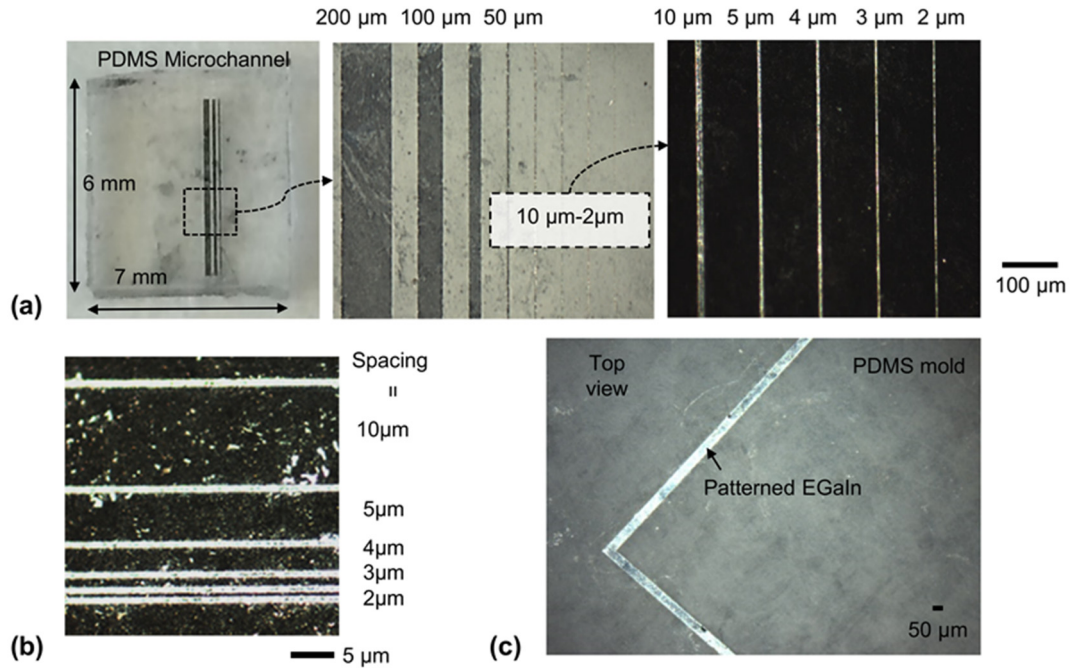 200 µm 100 µm 50 µm
10 µm 5 µm 4 µm 3 µm 2 µm
PDMS Microchannel
6 mm
7 mm
10 µm-2µm
100 µm
(a)
Spacing
=
10µm
5µm
4µm
3µm
2µm
5 µm
(b)
Top
view
PDMS mold
Patterned EGaIn
50 µm
(c)